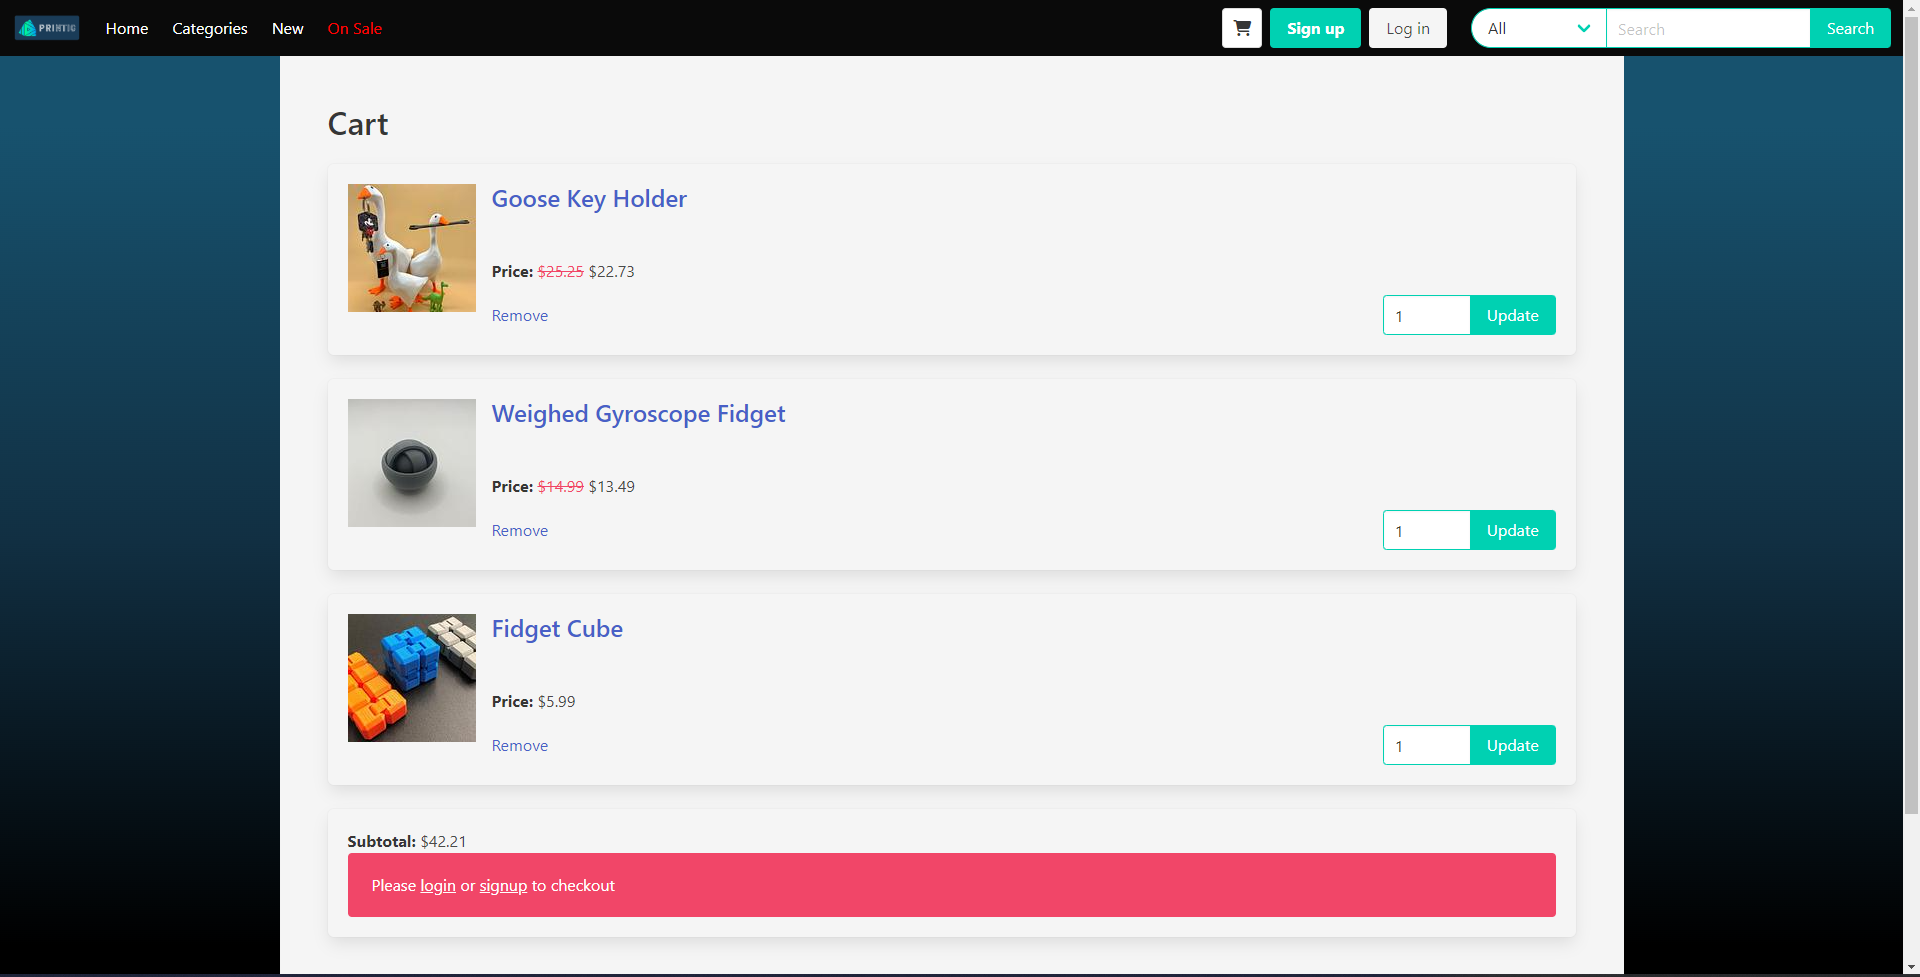 PRINTIC
Home Categories New On Sale Sign up Log in All Search Search
Cart
Goose Key Holder
Price: $25.25 $22.73
Remove 1 Update
Weighed Gyroscope Fidget
Price: $14.99 $13.49
Remove 1 Update
Fidget Cube
Price: $5.99
Remove 1 Update
Subtotal: $42.21
Please login or signup to checkout